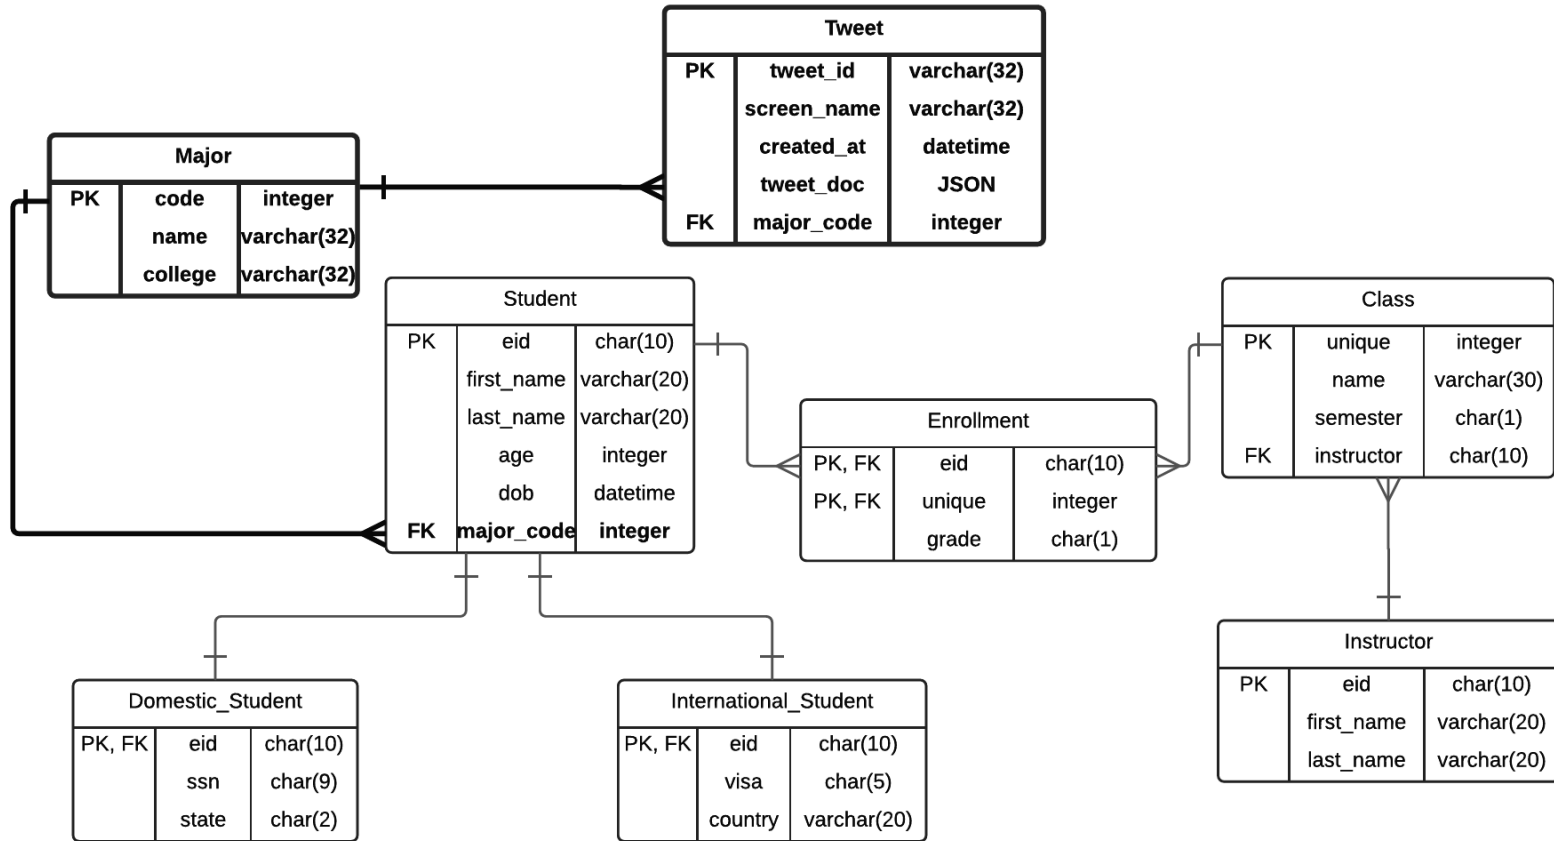 Tweet
PK tweet_id varchar(32)
screen_name varchar(32)
created_at datetime
tweet_doc JSON
FK major_code integer
Major
PK code integer
name varchar(32)
college varchar(32)
Student
PK eid char(10)
first_name varchar(20)
last_name varchar(20)
age integer
dob datetime
FK major_code integer
Enrollment
PK, FK eid char(10)
PK, FK unique integer
grade char(1)
Class
PK unique integer
name varchar(30)
semester char(1)
FK instructor char(10)
Domestic_Student
PK, FK eid char(10)
ssn char(9)
state char(2)
International_Student
PK, FK eid char(10)
visa char(5)
country varchar(20)
Instructor
PK eid char(10)
first_name varchar(20)
last_name varchar(20)